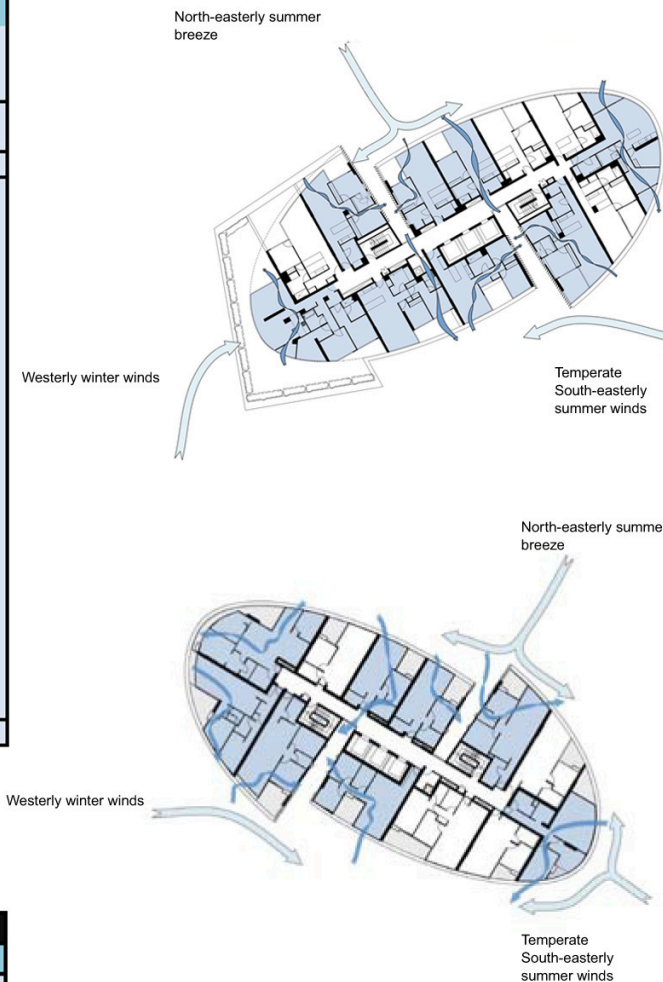 North-easterly summer
breeze
Westerly winter winds
Temperate
South-easterly
summer winds
North-easterly summe
breeze
Westerly winter winds
Temperate
South-easterly
summer winds